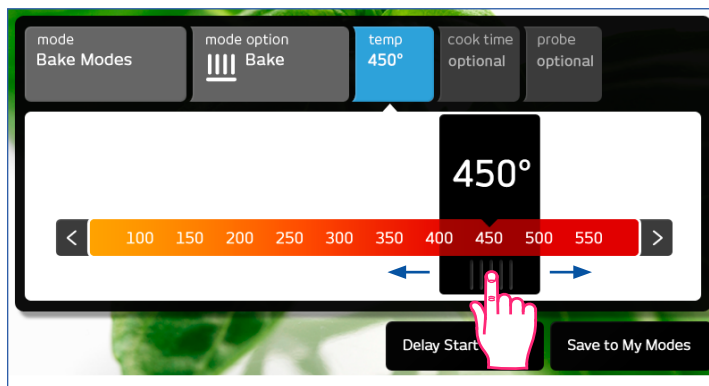 mode
Bake Modes
mode option
Bake
temp
450°
cook time
optional
probe
optional
450°
< 100 150 200 250 300 350 400 450 500 550 >
Delay Start
Save to My Modes